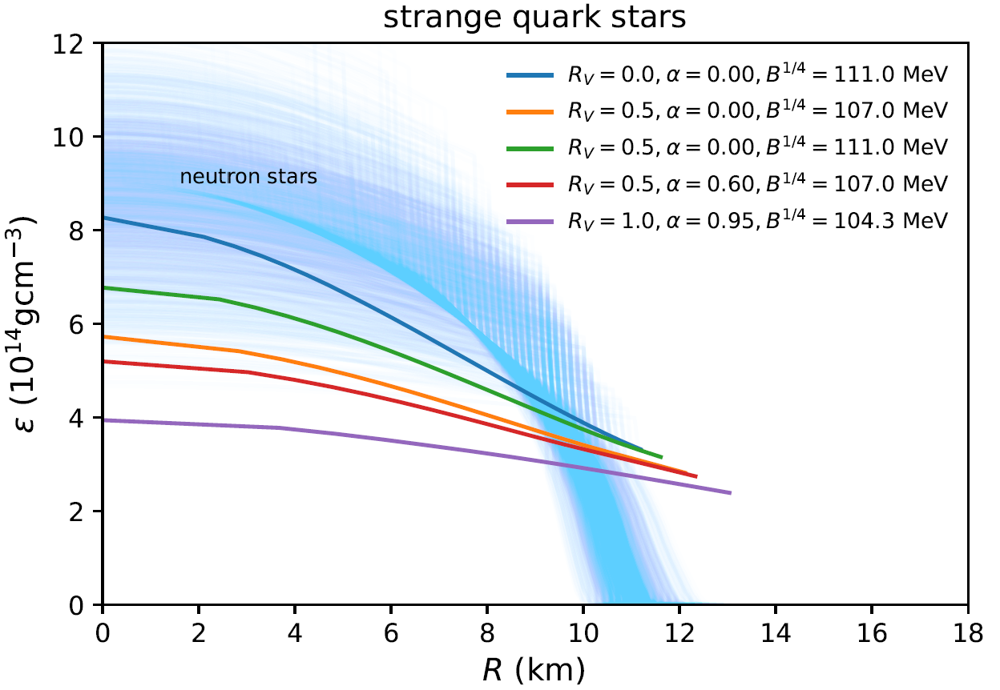 strange quark stars
12
10
8
6
4
2
0
ε (10¹⁴gcm⁻³)
neutron stars
R_V = 0.0, α = 0.00, B^{1/4} = 111.0 MeV
R_V = 0.5, α = 0.00, B^{1/4} = 107.0 MeV
R_V = 0.5, α = 0.00, B^{1/4} = 111.0 MeV
R_V = 0.5, α = 0.60, B^{1/4} = 107.0 MeV
R_V = 1.0, α = 0.95, B^{1/4} = 104.3 MeV
0 2 4 6 8 10 12 14 16 18
R (km)